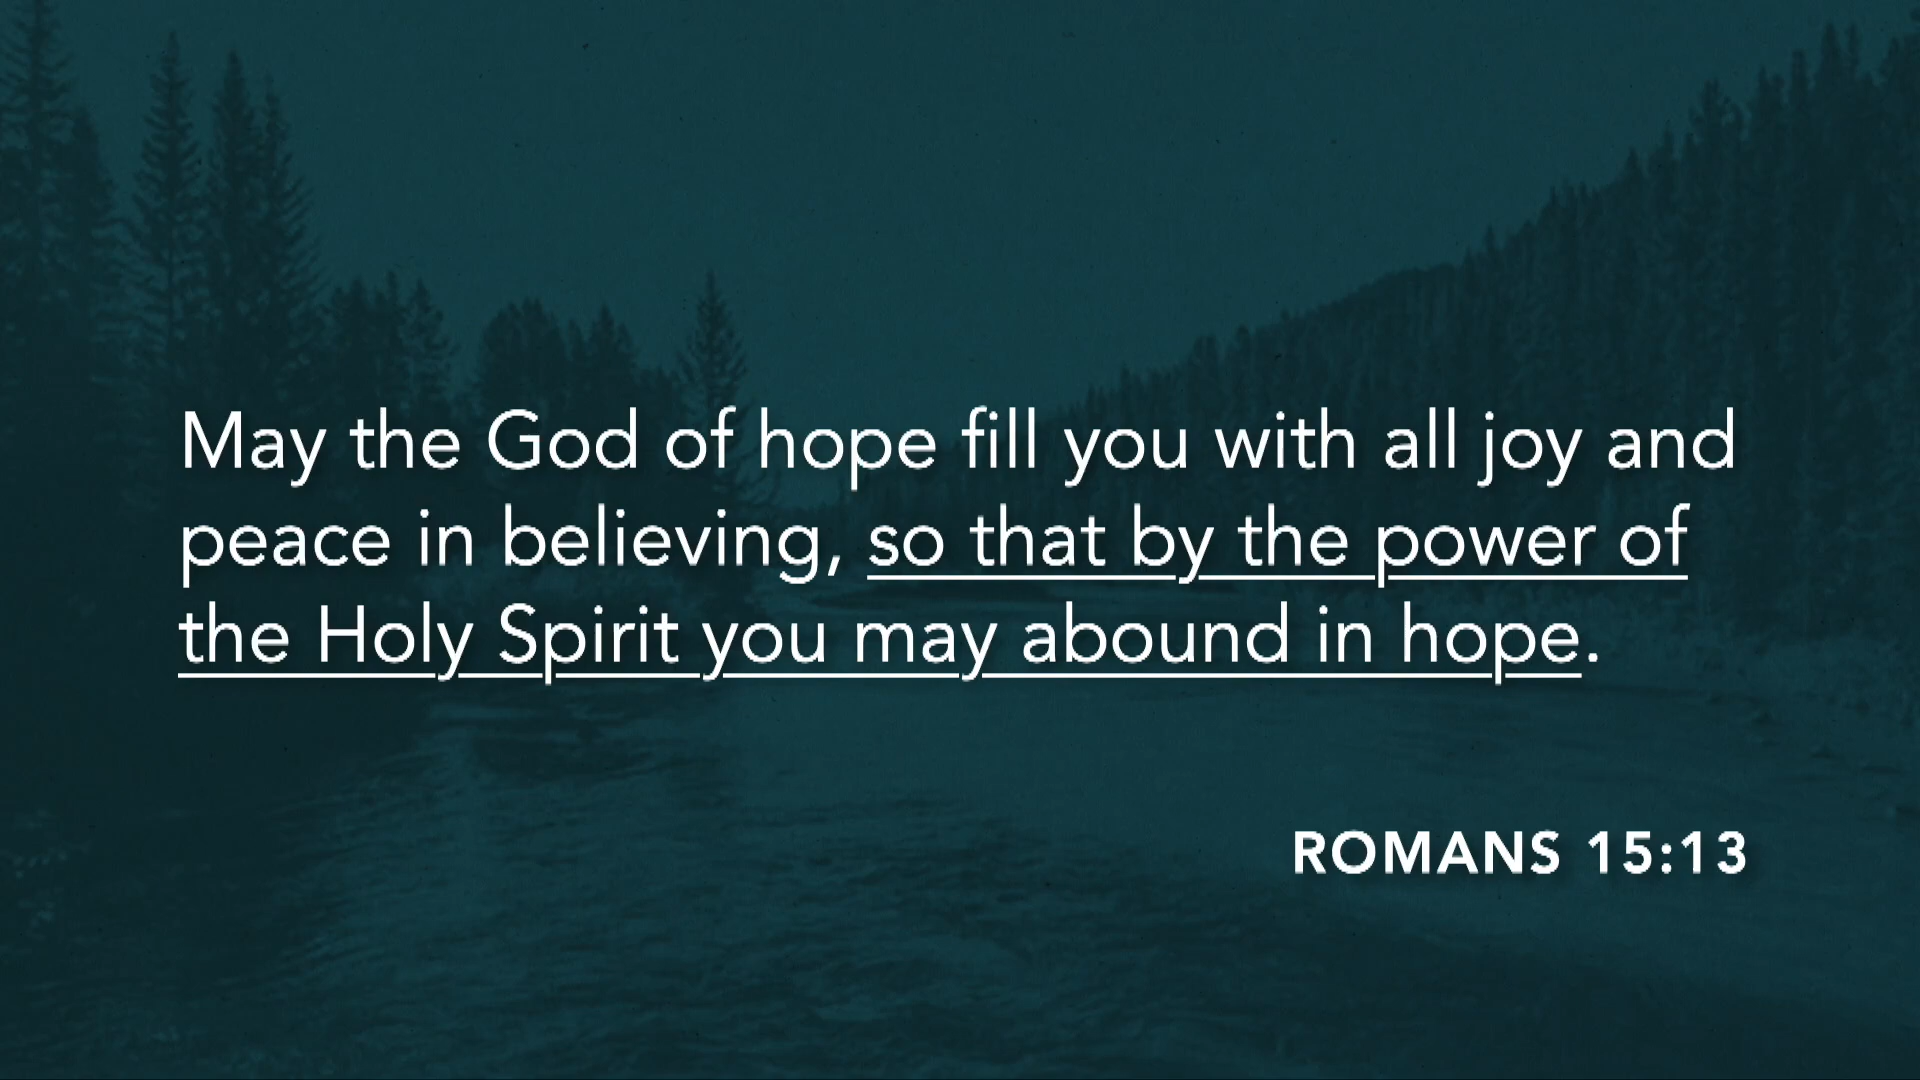 May the God of hope fill you with all joy and
peace in believing, so that by the power of
the Holy Spirit you may abound in hope.
ROMANS 15:13